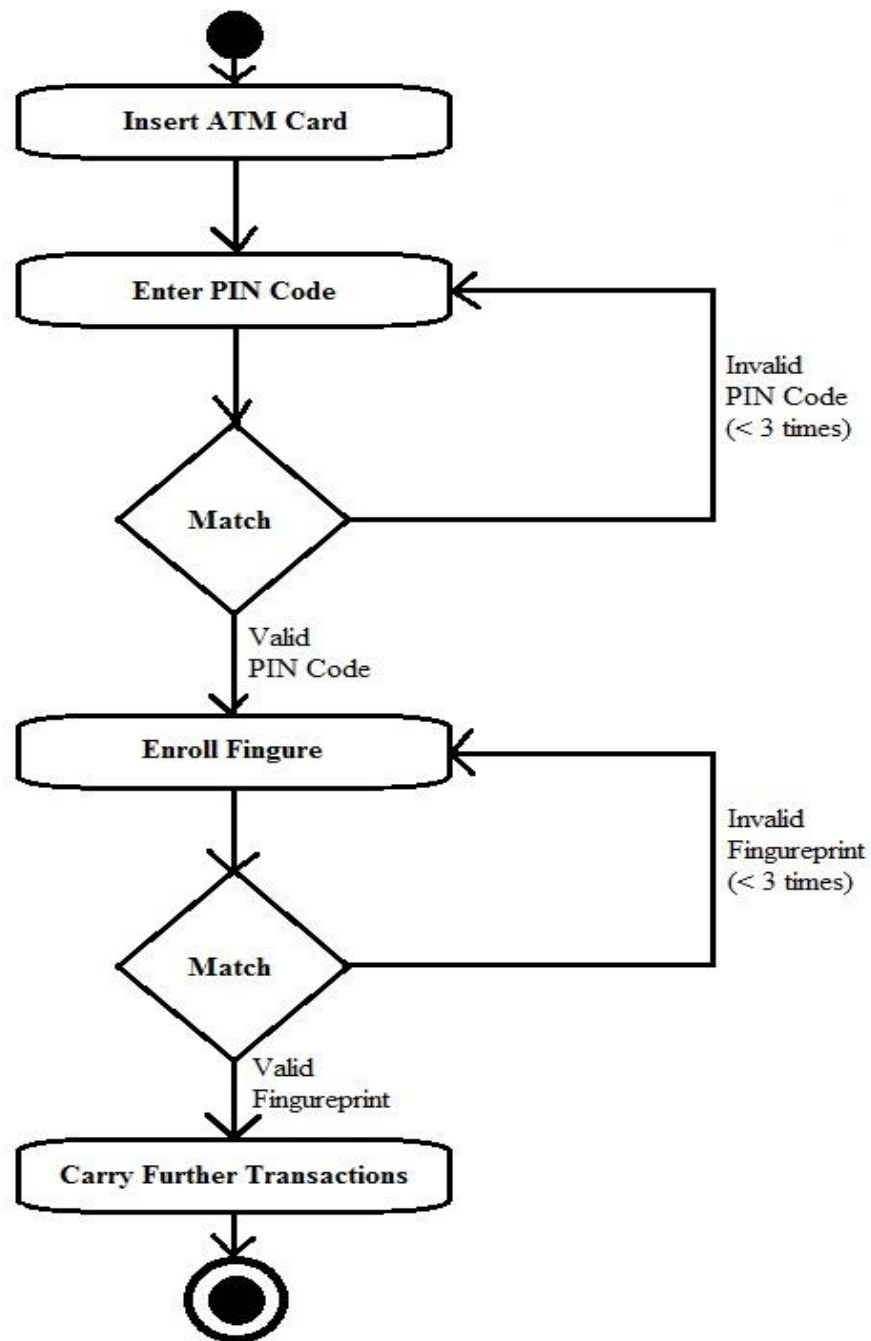 Insert ATM Card
Enter PIN Code
Invalid
PIN Code
(< 3 times)
Match
Valid
PIN Code
Enroll Fingure
Invalid
Fingureprint
(< 3 times)
Match
Valid
Fingureprint
Carry Further Transactions